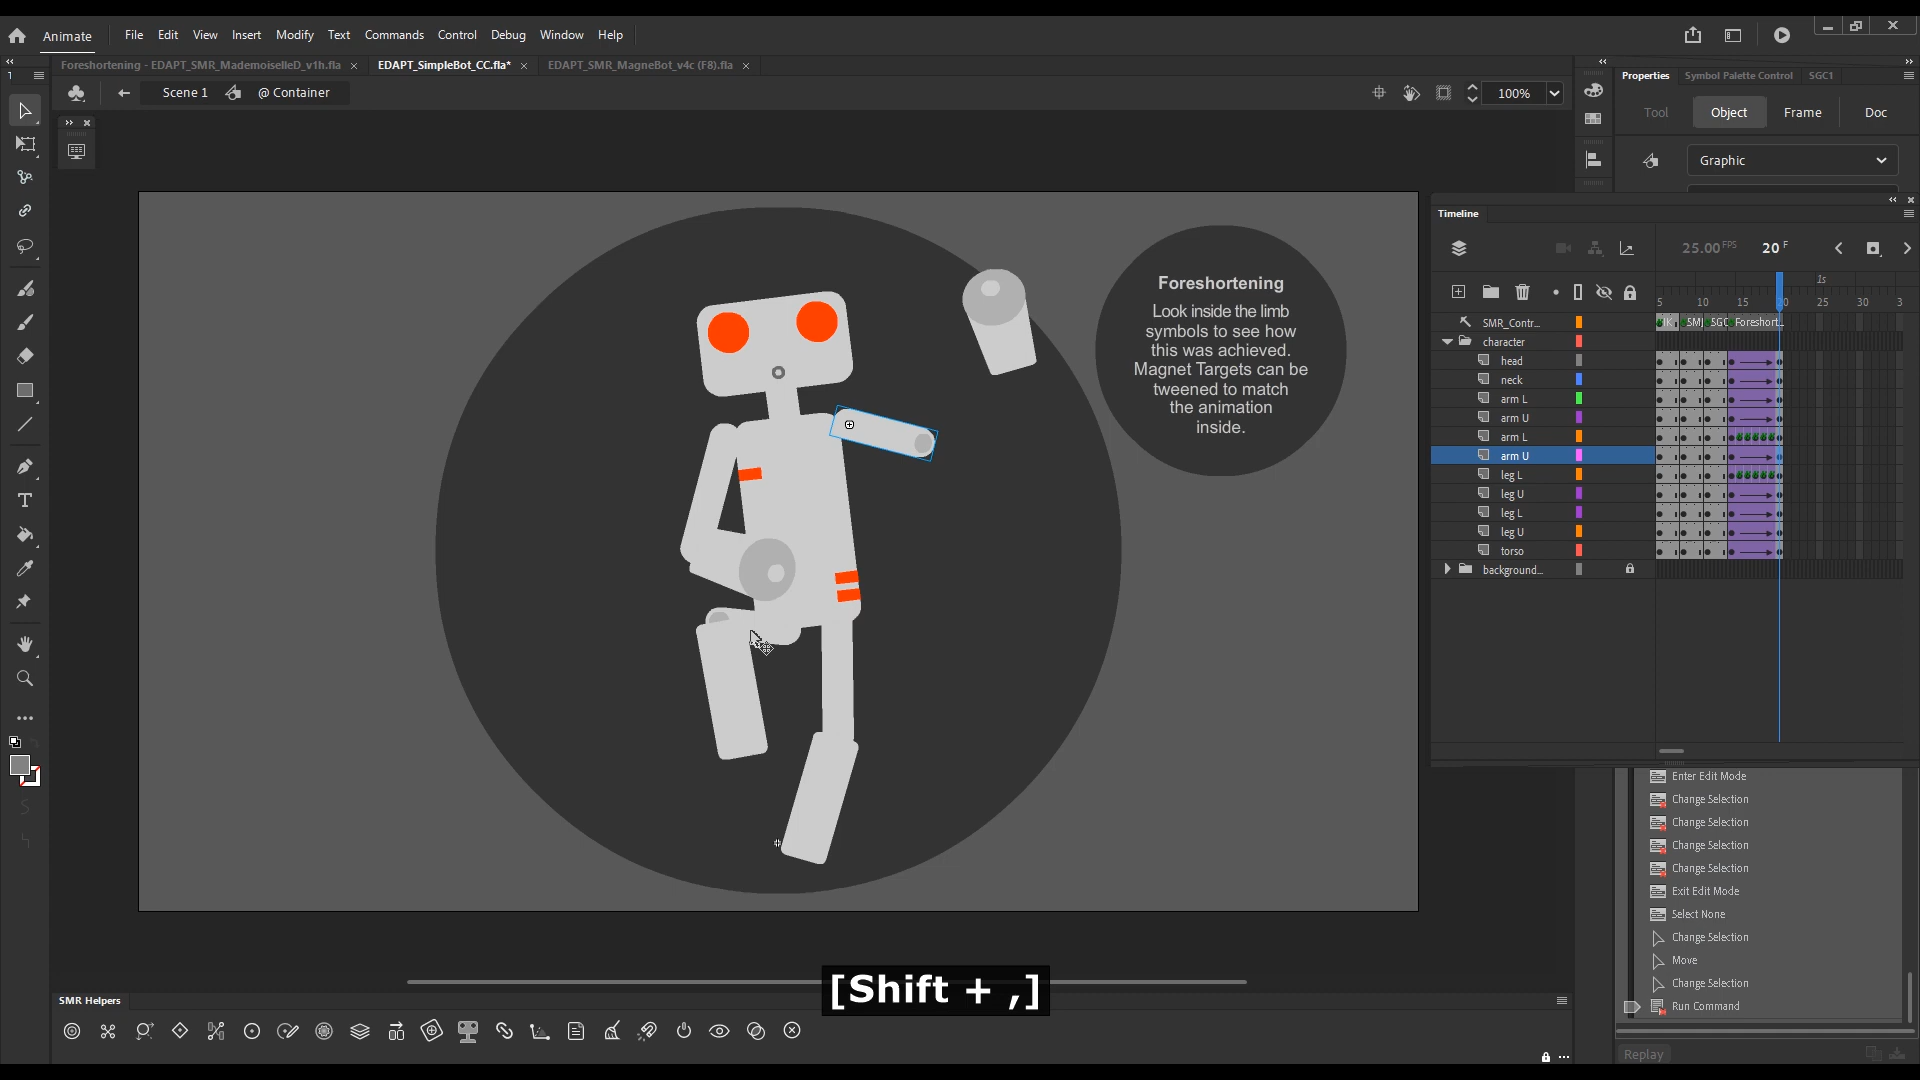 Animate
File Edit View Insert Modify Text Commands Control Debug Window Help
Foreshortening - EDAPT_SMR_MademoiselleD_v1h.fla
EDAPT_SimpleBot_CC.fla*
EDAPT_SMR_MagneBot_v4c (F8).fla
Scene 1
@ Container
100%
Properties
Symbol Palette Control
SGC1
Tool Object Frame Doc
Graphic
Timeline
25.00 FPS
20 F
1s
5 10 15 20 25 30 3
SMR_Contr...
Foreshort...
character
head
neck
arm L
arm U
arm L
arm U
leg L
leg U
leg L
leg U
torso
background...
Foreshortening
Look inside the limb
symbols to see how
this was achieved.
Magnet Targets can be
tweened to match
the animation
inside.
Enter Edit Mode
Change Selection
Change Selection
Change Selection
Change Selection
Exit Edit Mode
Select None
Change Selection
Move
Change Selection
Run Command
Replay
[Shift + ,]
SMR Helpers